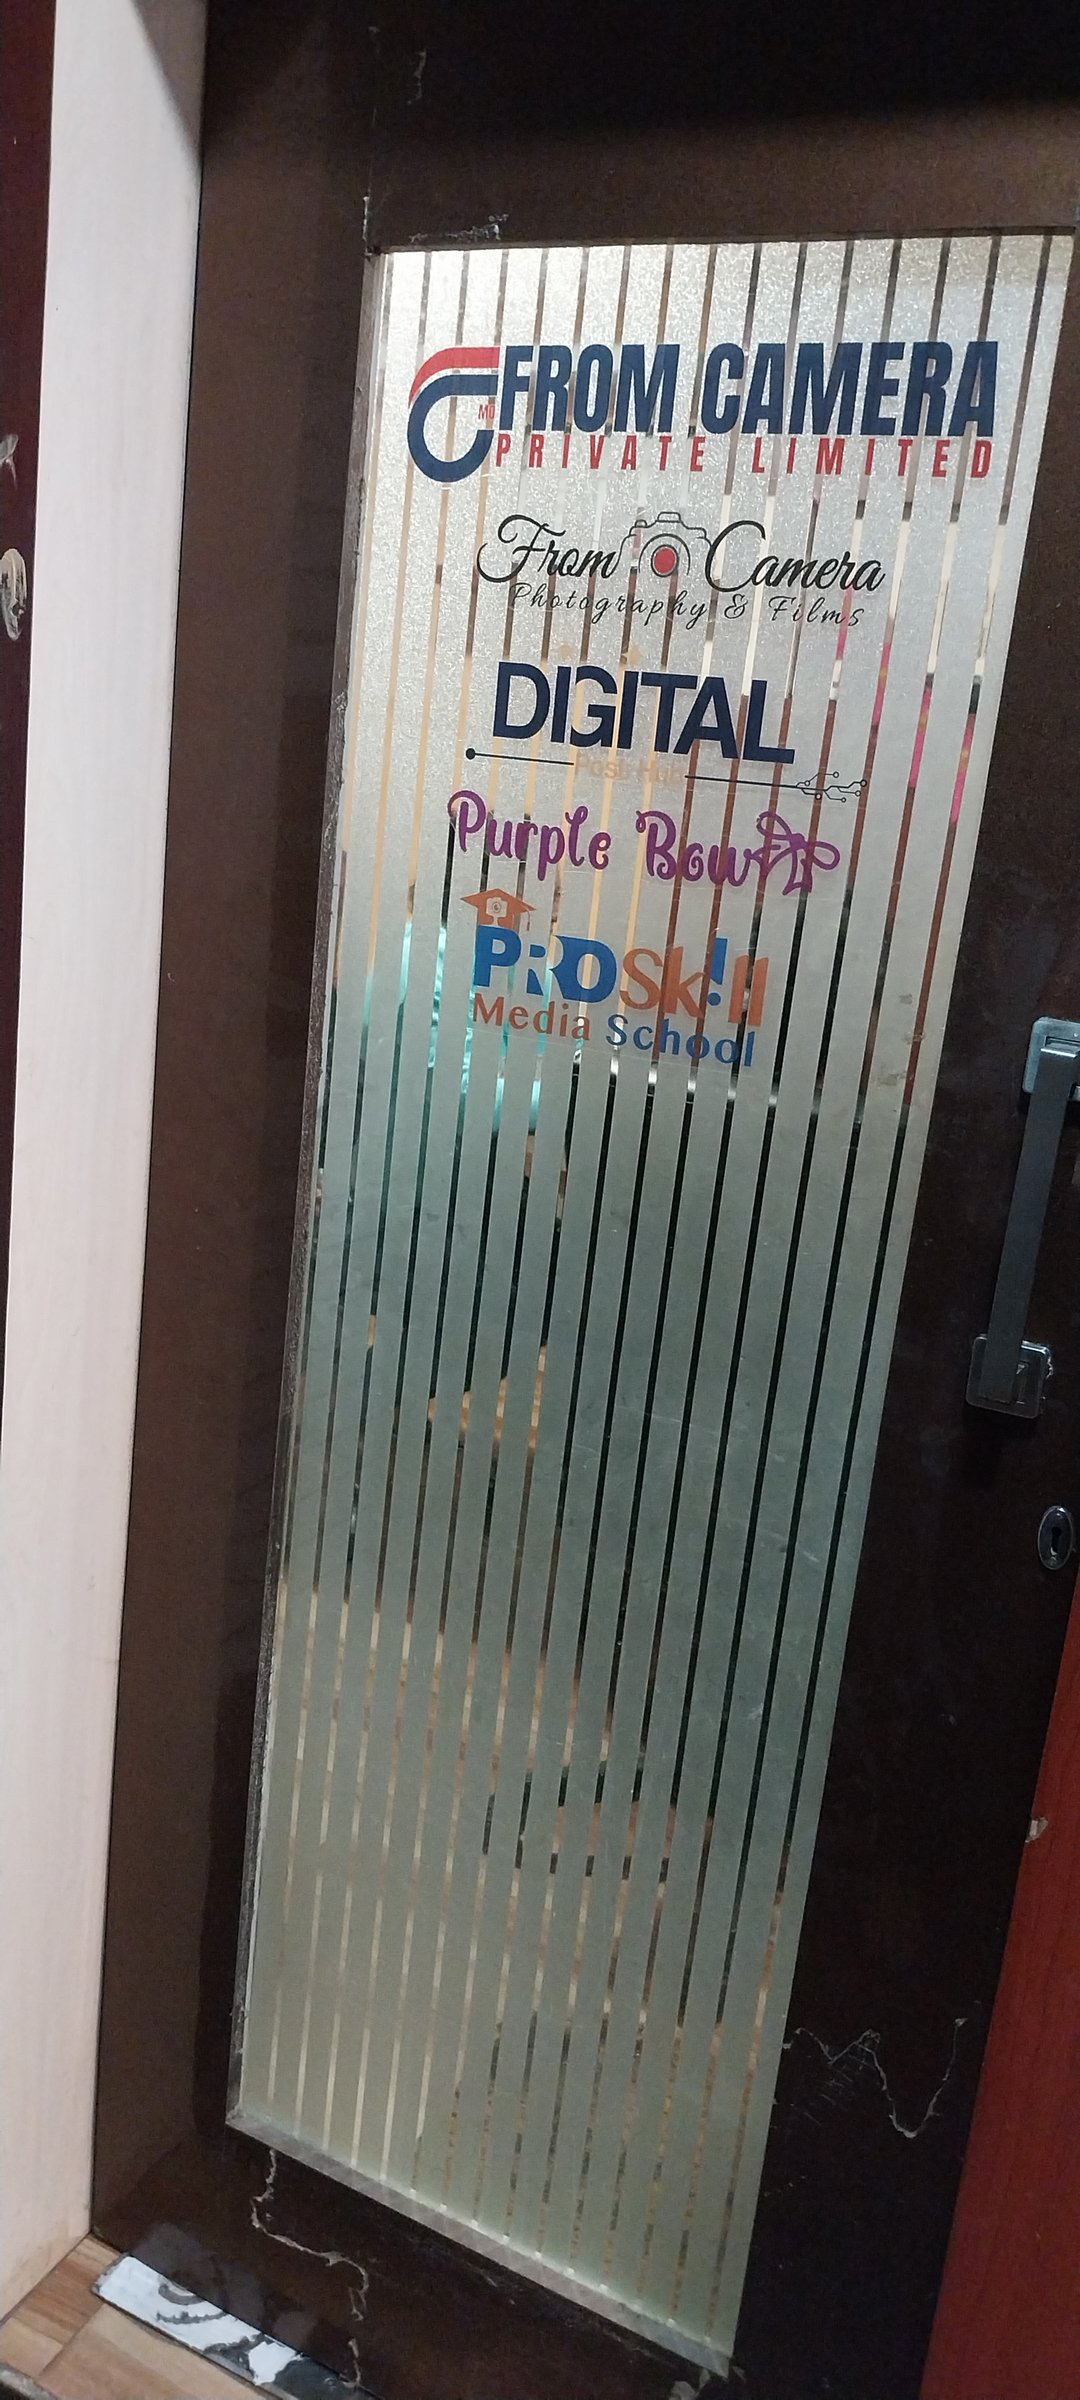 FROM CAMERA
PRIVATE LIMITED
From Camera
Photography & Films
DIGITAL
Purple Bow
PROSk!ll
Media School